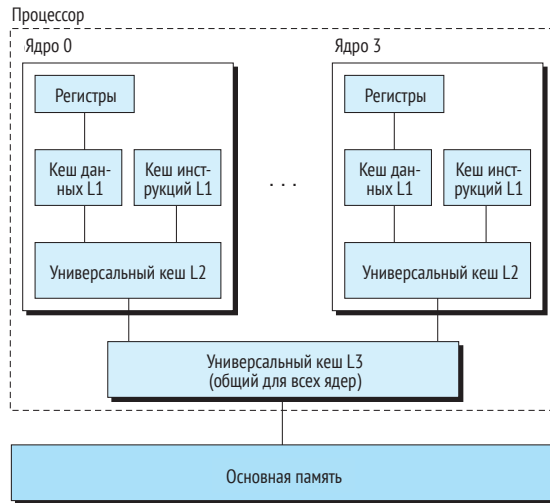 Процессор
Ядро 0
Ядро 3
Регистры
Регистры
Кеш дан-
ных L1
Кеш инст-
рукций L1
. . .
Кеш дан-
ных L1
Кеш инст-
рукций L1
Универсальный кеш L2
Универсальный кеш L2
Универсальный кеш L3
(общий для всех ядер)
Основная память